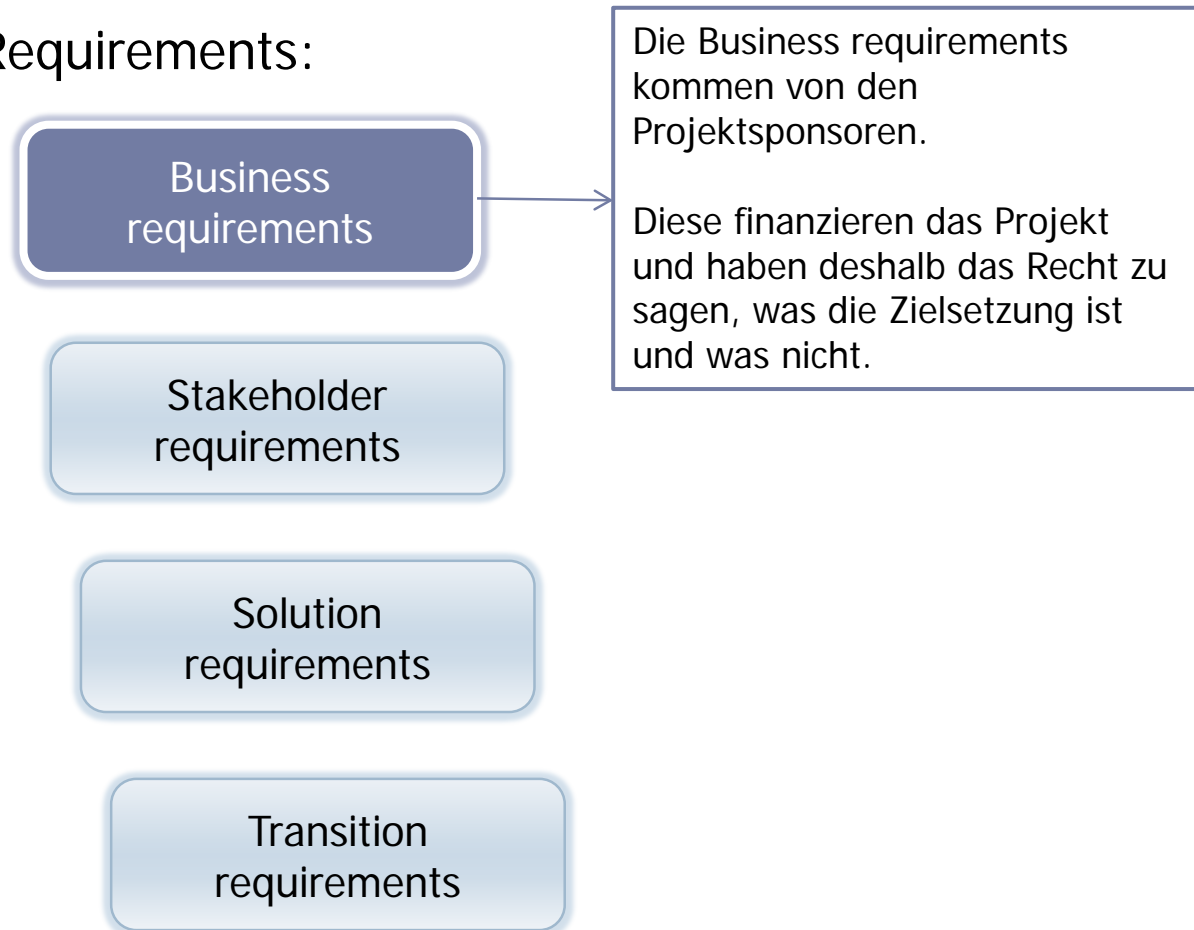 Requirements:
Business
requirements
Die Business requirements
kommen von den
Projektsponsoren.
Diese finanzieren das Projekt
und haben deshalb das Recht zu
sagen, was die Zielsetzung ist
und was nicht.
Stakeholder
requirements
Solution
requirements
Transition
requirements